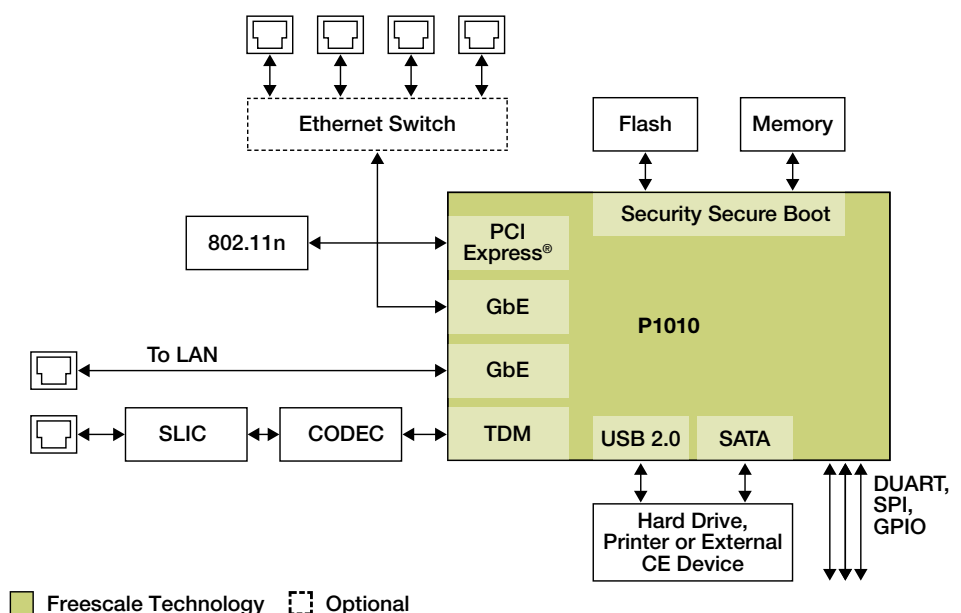 Ethernet Switch
Flash
Memory
Security Secure Boot
802.11n
PCI
Express®
GbE
P1010
To LAN
GbE
SLIC
CODEC
TDM
USB 2.0
SATA
DUART,
SPI,
GPIO
Hard Drive,
Printer or External
CE Device
Freescale Technology
Optional